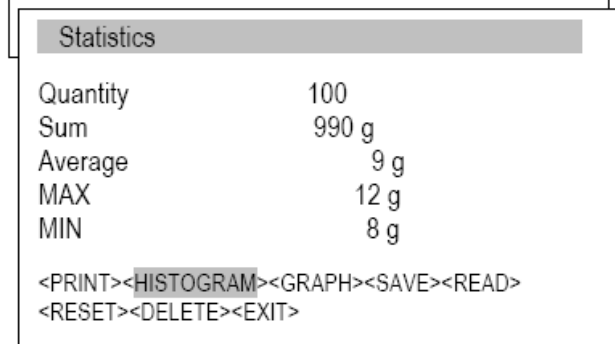 Statistics
Quantity 100
Sum 990 g
Average 9 g
MAX 12 g
MIN 8 g
<PRINT><HISTOGRAM><GRAPH><SAVE><READ>
<RESET><DELETE><EXIT>